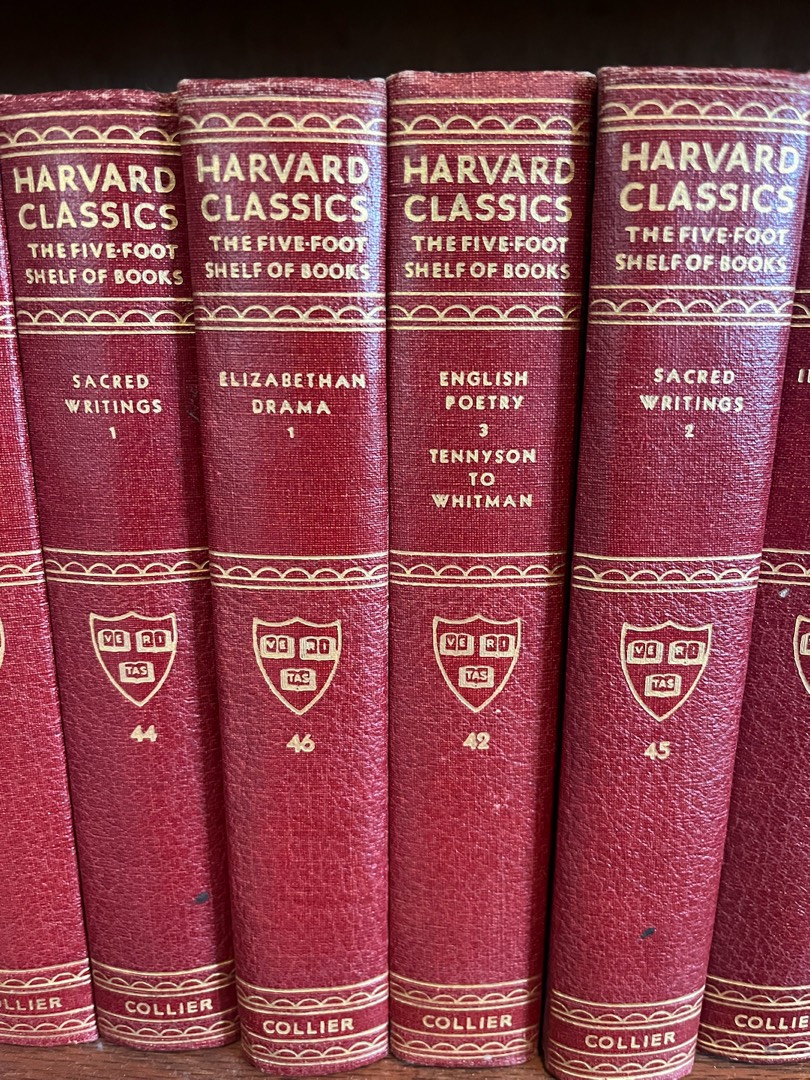 HARVARD
CLASSICS
THE FIVE-FOOT
SHELF OF BOOKS
SACRED
WRITINGS
1
VE RI
TAS
44
COLLIER
HARVARD
CLASSICS
THE FIVE-FOOT
SHELF OF BOOKS
ELIZABETHAN
DRAMA
1
VE RI
TAS
46
COLLIER
HARVARD
CLASSICS
THE FIVE-FOOT
SHELF OF BOOKS
ENGLISH
POETRY
3
TENNYSON
TO
WHITMAN
VE RI
TAS
42
COLLIER
HARVARD
CLASSICS
THE FIVE-FOOT
SHELF OF BOOKS
SACRED
WRITINGS
2
VE RI
TAS
45
COLLIER